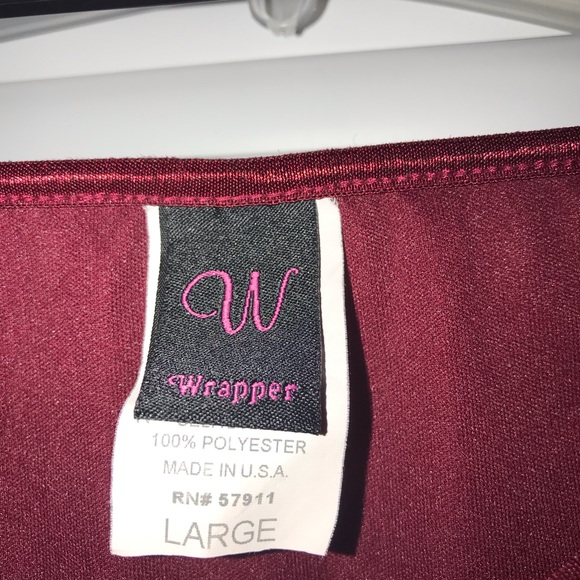 W
Wrapper
100% POLYESTER
MADE IN U.S.A.
RN# 57911
LARGE